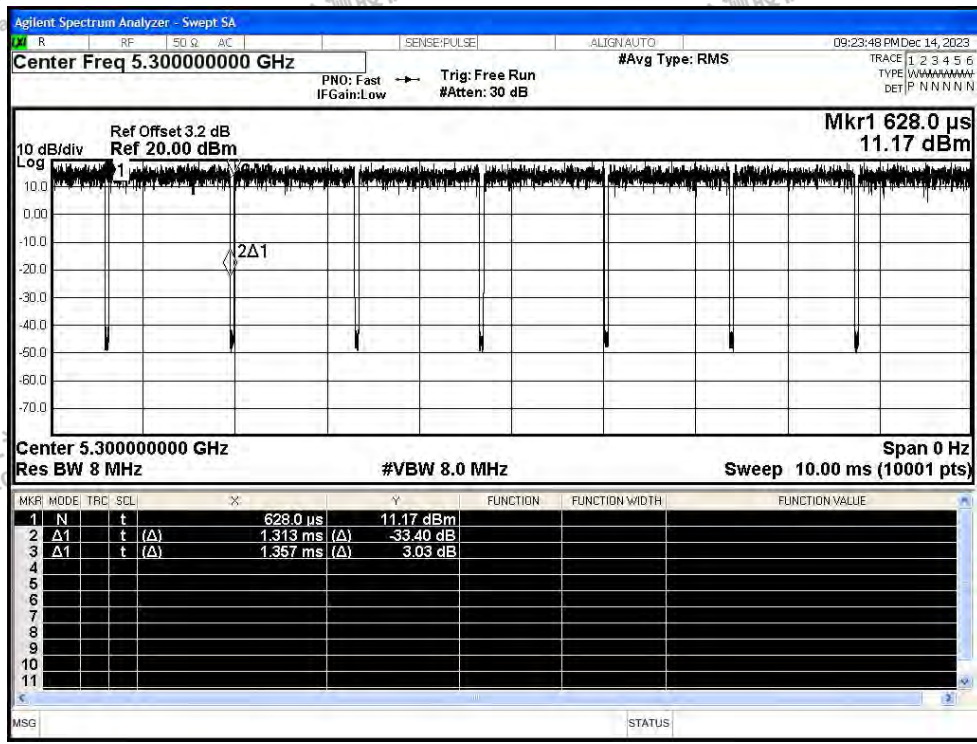 Agilent Spectrum Analyzer - Swept SA
R RF 50 Ω AC SENSE:PULSE ALIGN AUTO 09:23:48 PM Dec 14, 2023
Center Freq 5.300000000 GHz #Avg Type: RMS TRACE 1 2 3 4 5 6
PNO: Fast Trig: Free Run TYPE WWWWWW
IFGain:Low #Atten: 30 dB DET P N N N N N
Mkr1 628.0 µs
Ref Offset 3.2 dB
10 dB/div Ref 20.00 dBm 11.17 dBm
Log
1
10.0
0.00
-10.0
2Δ1
-20.0
-30.0
-40.0
-50.0
-60.0
-70.0
Center 5.300000000 GHz Span 0 Hz
Res BW 8 MHz #VBW 8.0 MHz Sweep 10.00 ms (10001 pts)
MKR MODE TRC SCL X Y FUNCTION FUNCTION WIDTH FUNCTION VALUE
1 N t 628.0 µs 11.17 dBm
2 Δ1 t (Δ) 1.313 ms (Δ) -33.40 dB
3 Δ1 t (Δ) 1.357 ms (Δ) 3.03 dB
4
5
6
7
8
9
10
11
MSG STATUS